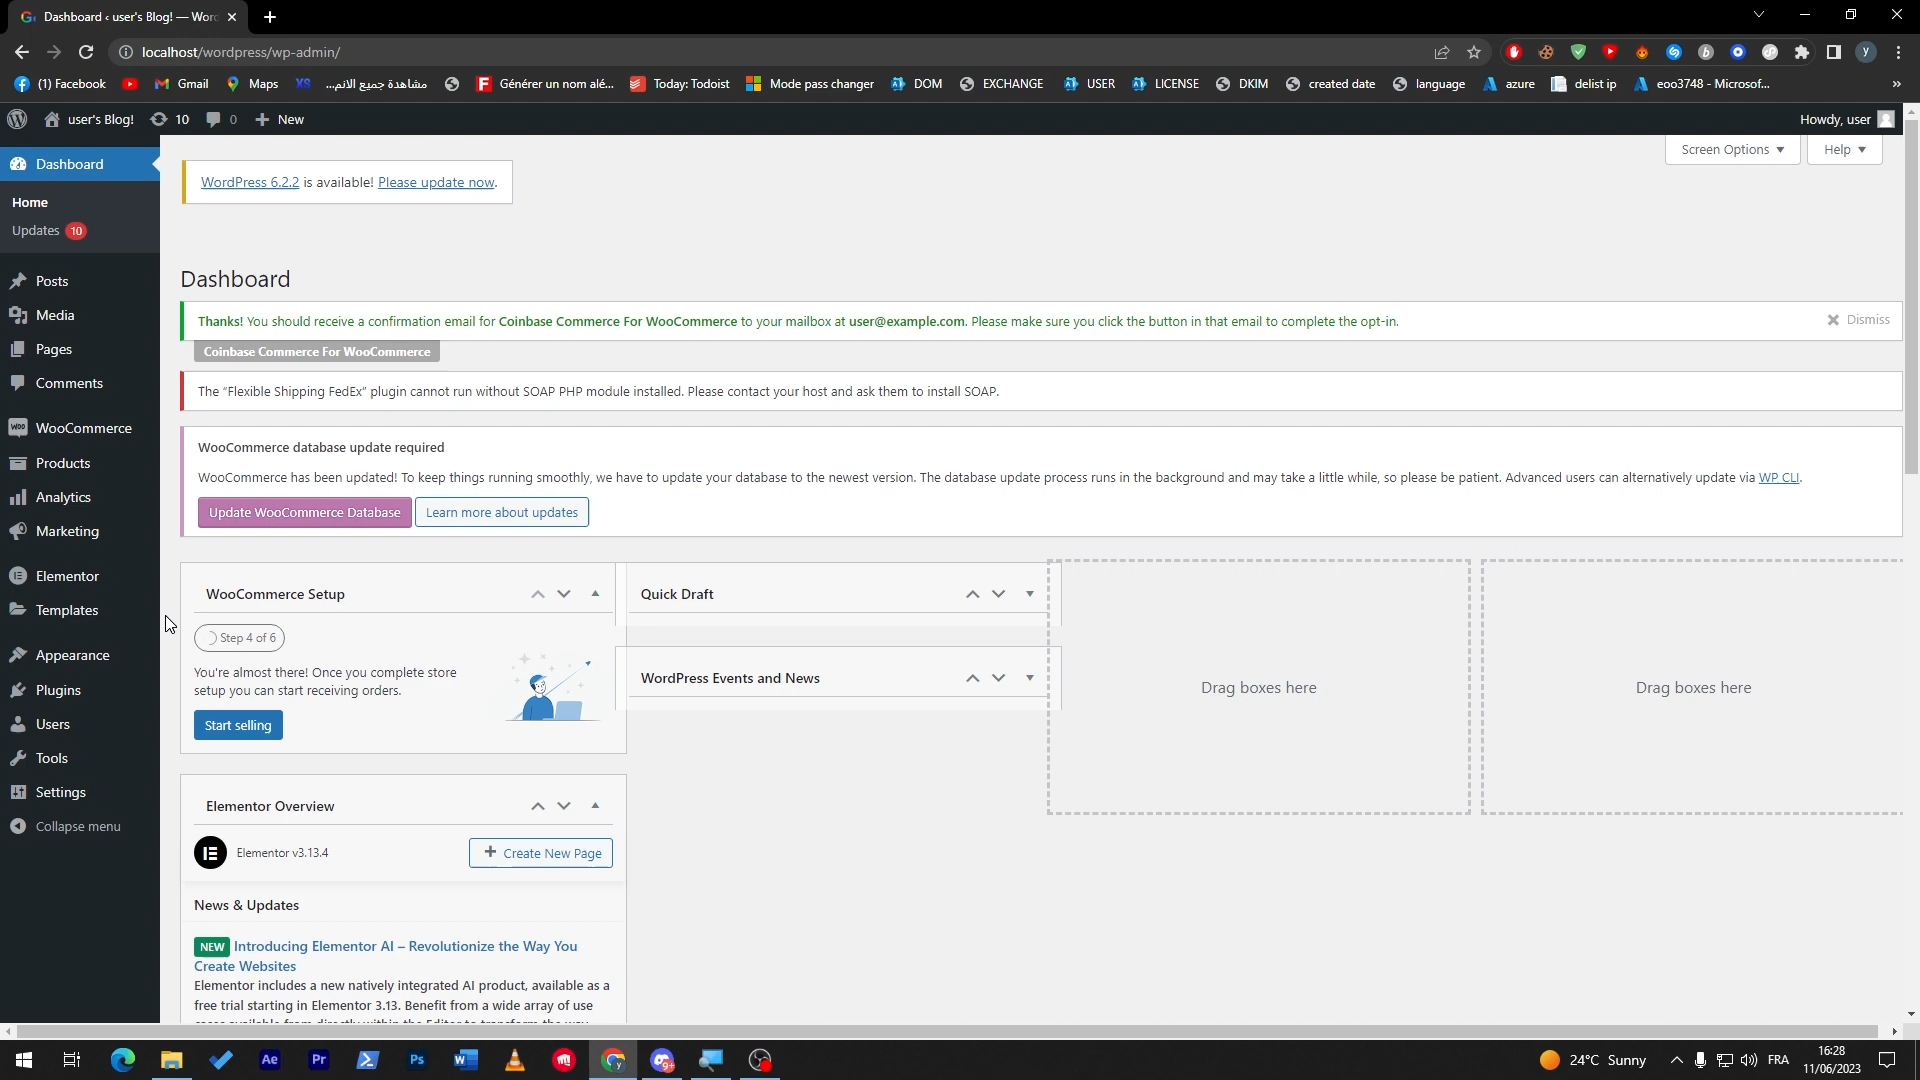 Dashboard ‹ user's Blog! — Word
localhost/wordpress/wp-admin/
(1) Facebook
Gmail
Maps
مشاهدة جميع الانم...
Générer un nom alé...
Today: Todoist
Mode pass changer
DOM
EXCHANGE
USER
LICENSE
DKIM
created date
language
azure
delist ip
eoo3748 - Microsof...
»
user's Blog!
10
0
New
Howdy, user
Dashboard
Home
Updates 10
Posts
Media
Pages
Comments
WooCommerce
Products
Analytics
Marketing
Elementor
Templates
Appearance
Plugins
Users
Tools
Settings
Collapse menu
Screen Options
Help
WordPress 6.2.2 is available! Please update now.
Dashboard
Thanks! You should receive a confirmation email for Coinbase Commerce For WooCommerce to your mailbox at user@example.com. Please make sure you click the button in that email to complete the opt-in.
Dismiss
Coinbase Commerce For WooCommerce
The “Flexible Shipping FedEx” plugin cannot run without SOAP PHP module installed. Please contact your host and ask them to install SOAP.
WooCommerce database update required
WooCommerce has been updated! To keep things running smoothly, we have to update your database to the newest version. The database update process runs in the background and may take a little while, so please be patient. Advanced users can alternatively update via WP CLI.
Update WooCommerce Database
Learn more about updates
WooCommerce Setup
Step 4 of 6
You're almost there! Once you complete store
setup you can start receiving orders.
Start selling
Quick Draft
WordPress Events and News
Drag boxes here
Drag boxes here
Elementor Overview
Elementor v3.13.4
Create New Page
News & Updates
NEW Introducing Elementor AI – Revolutionize the Way You
Create Websites
Elementor includes a new natively integrated AI product, available as a
free trial starting in Elementor 3.13. Benefit from a wide array of use
24°C Sunny
FRA
16:28
11/06/2023